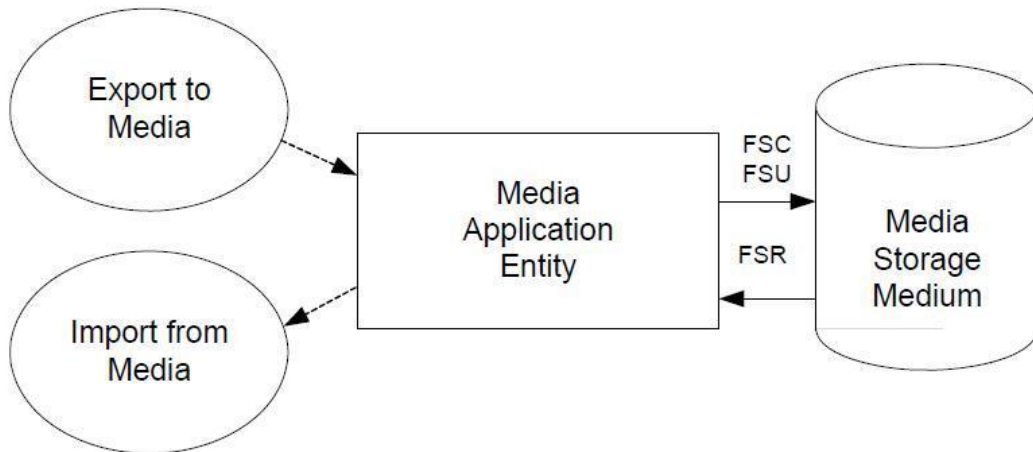 Export to
Media
Import from
Media
Media
Application
Entity
FSC
FSU
FSR
Media
Storage
Medium